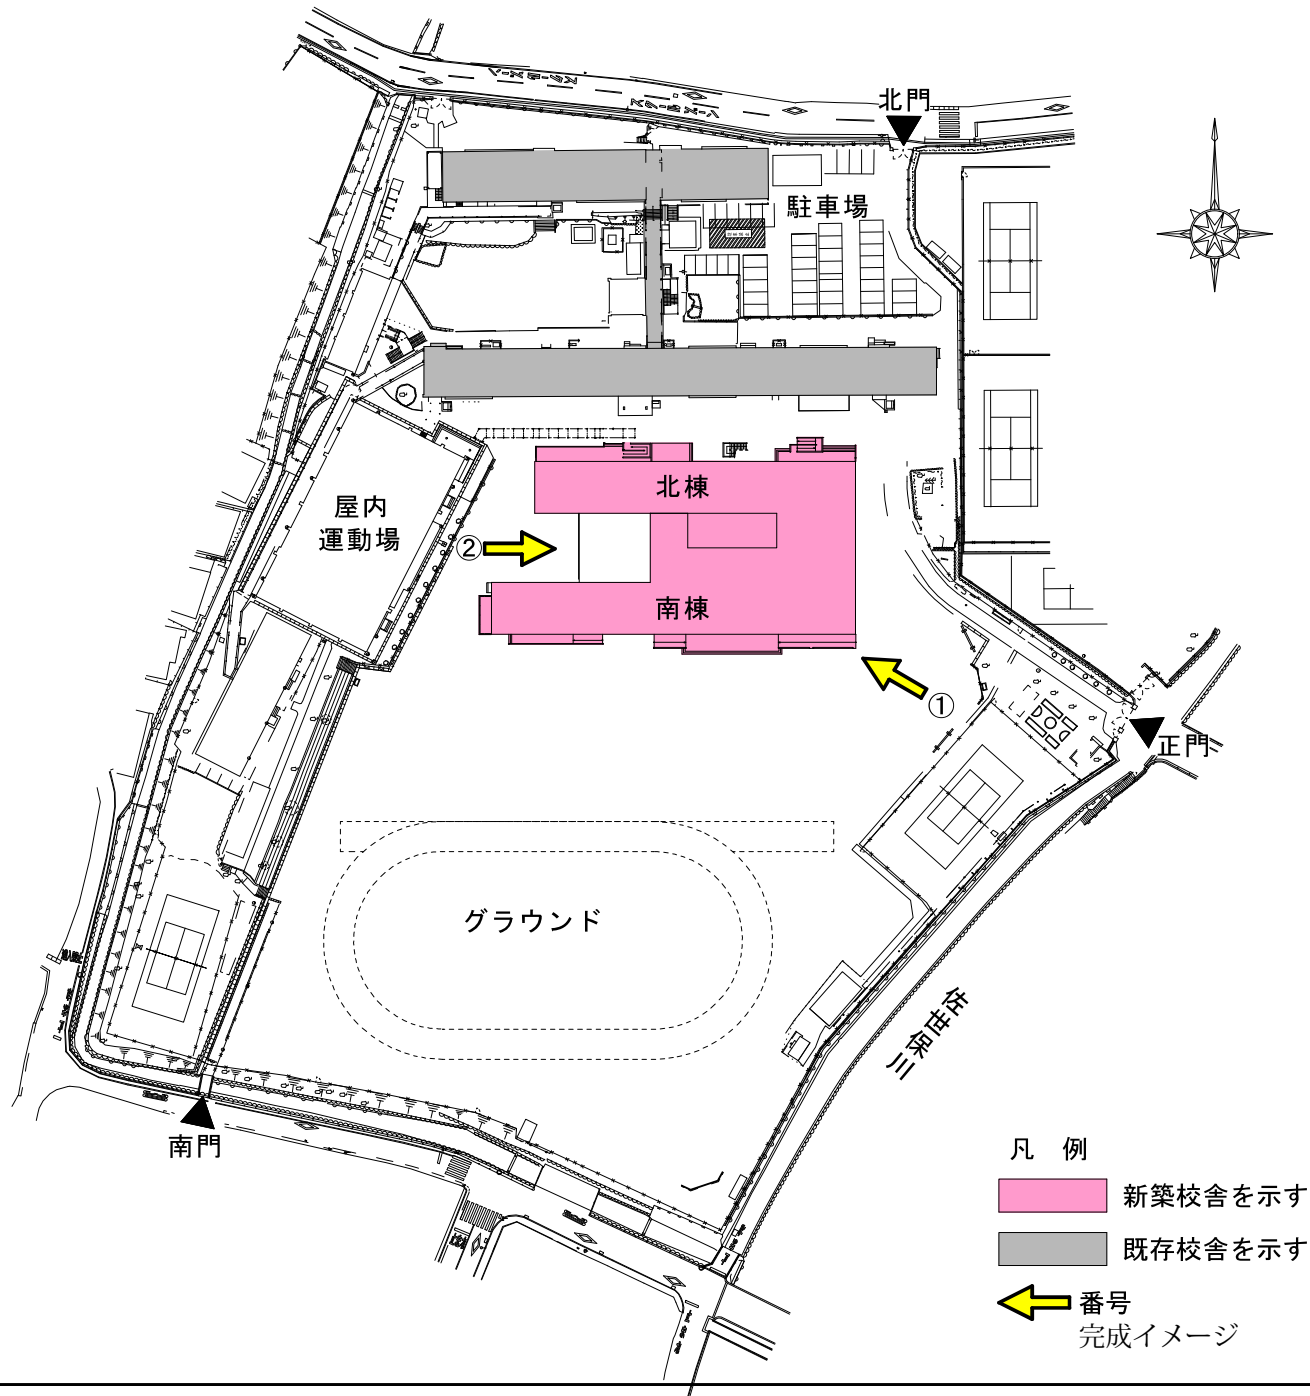 北門
駐車場
北棟
屋内
運動場
②
南棟
①
正門
グラウンド
佐世保川
南門
凡 例
新築校舎を示す
既存校舎を示す
番号
完成イメージ